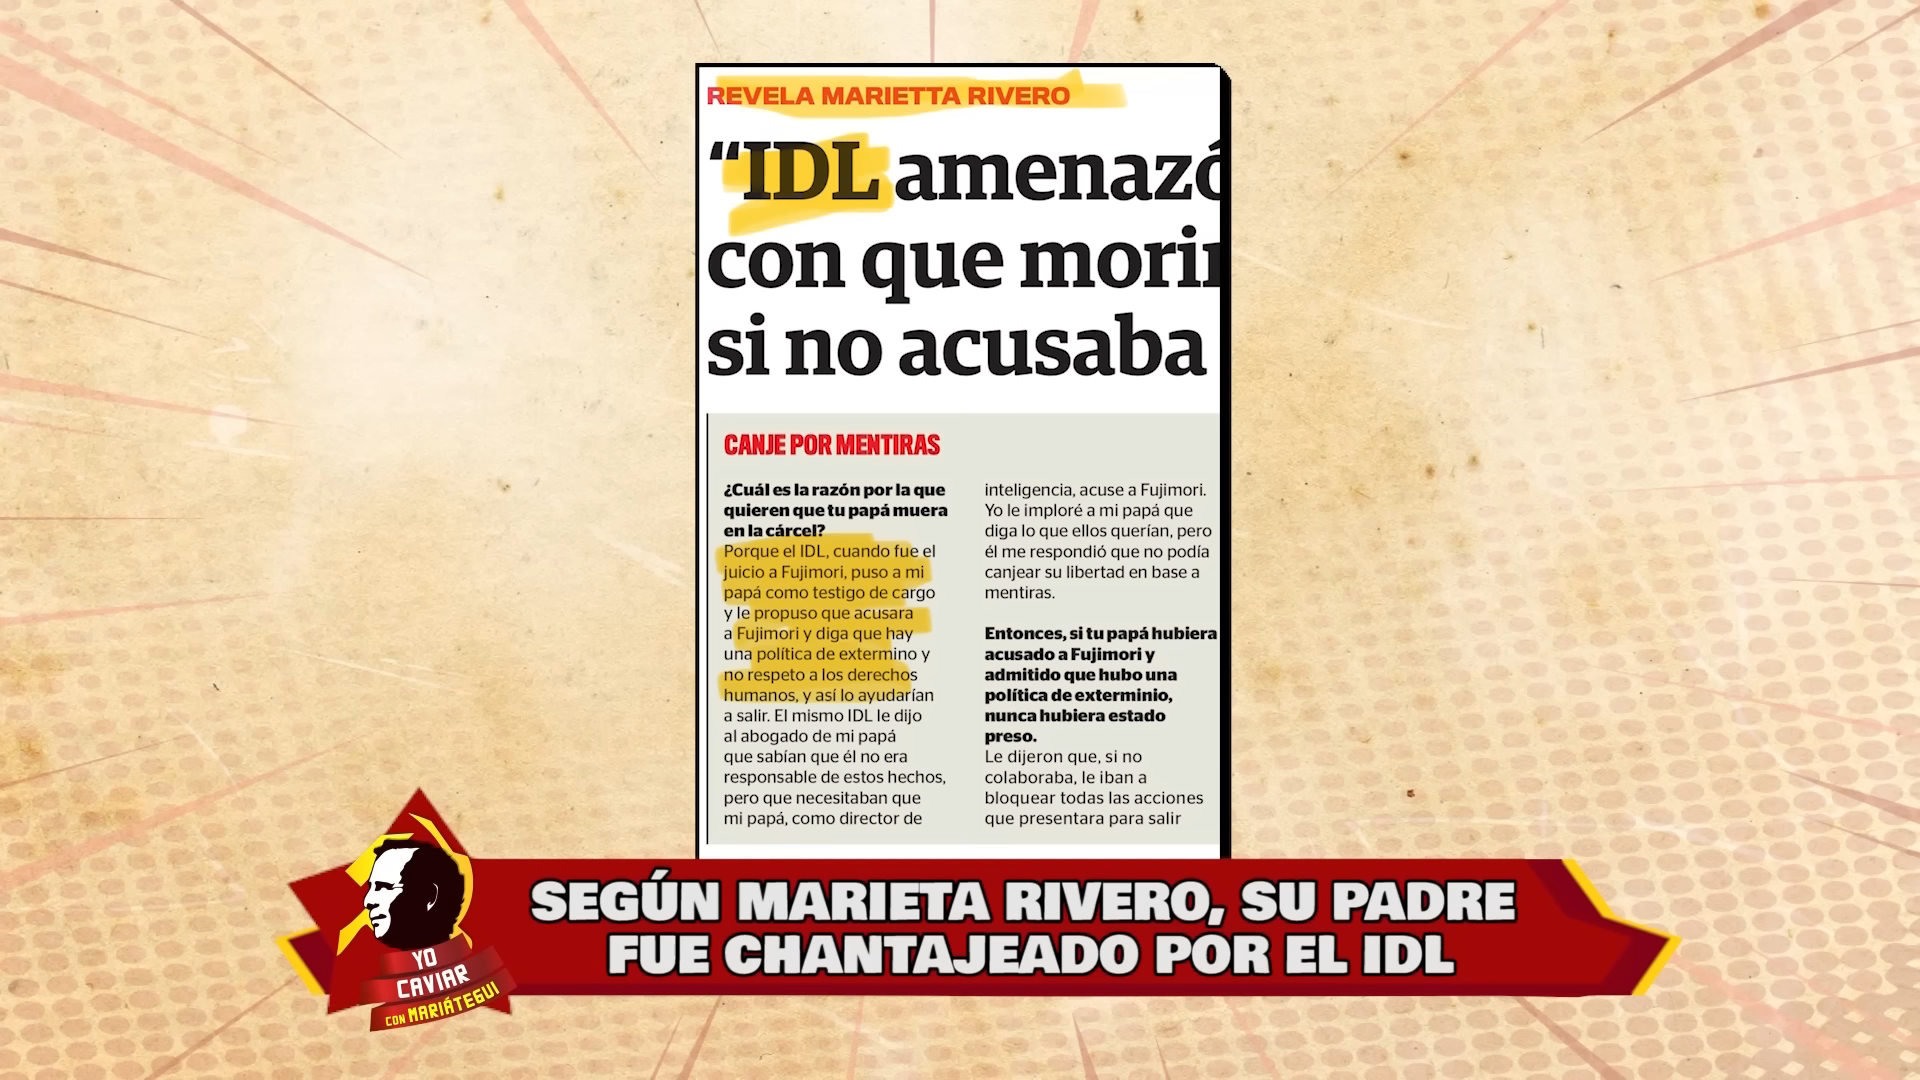 REVELA MARIETTA RIVERO
“IDL amenazó
con que morir
si no acusaba
CANJE POR MENTIRAS
¿Cuál es la razón por la que
quieren que tu papá muera
en la cárcel?
Porque el IDL, cuando fue el
juicio a Fujimori, puso a mi
papá como testigo de cargo
y le propuso que acusara
a Fujimori y diga que hay
una política de extermino y
no respeto a los derechos
humanos, y así lo ayudarían
a salir. El mismo IDL le dijo
al abogado de mi papá
que sabían que él no era
responsable de estos hechos,
pero que necesitaban que
mi papá, como director de
inteligencia, acuse a Fujimori.
Yo le imploré a mi papá que
diga lo que ellos querían, pero
él me respondió que no podía
canjear su libertad en base a
mentiras.
Entonces, si tu papá hubiera
acusado a Fujimori y
admitido que hubo una
política de exterminio,
nunca hubiera estado
preso.
Le dijeron que, si no
colaboraba, le iban a
bloquear todas las acciones
que presentara para salir
YO
CAVIAR
CON MARIÁTEGUI
SEGÚN MARIETA RIVERO, SU PADRE
FUE CHANTAJEADO POR EL IDL